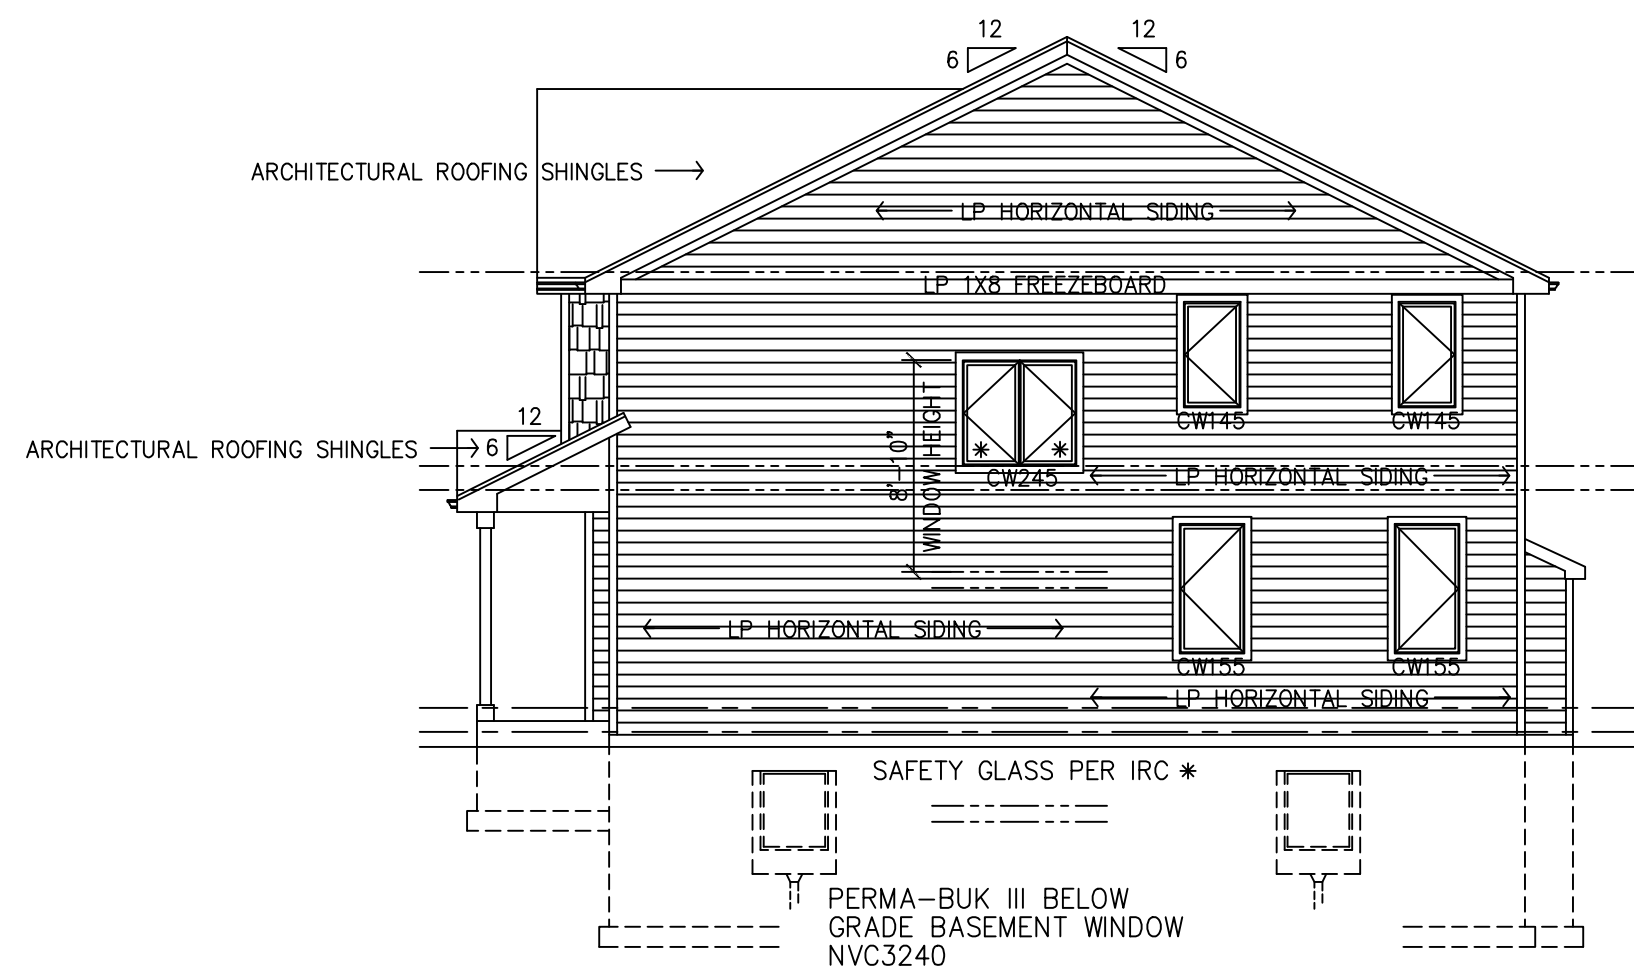 12
12
6
6
ARCHITECTURAL ROOFING SHINGLES
LP HORIZONTAL SIDING
LP 1X8 FREEZEBOARD
CW145
CW145
12
6
ARCHITECTURAL ROOFING SHINGLES
8'-10"
WINDOW HEIGHT
* *
CW245
LP HORIZONTAL SIDING
LP HORIZONTAL SIDING
CW155
CW155
LP HORIZONTAL SIDING
SAFETY GLASS PER IRC *
PERMA-BUK III BELOW
GRADE BASEMENT WINDOW
NVC3240